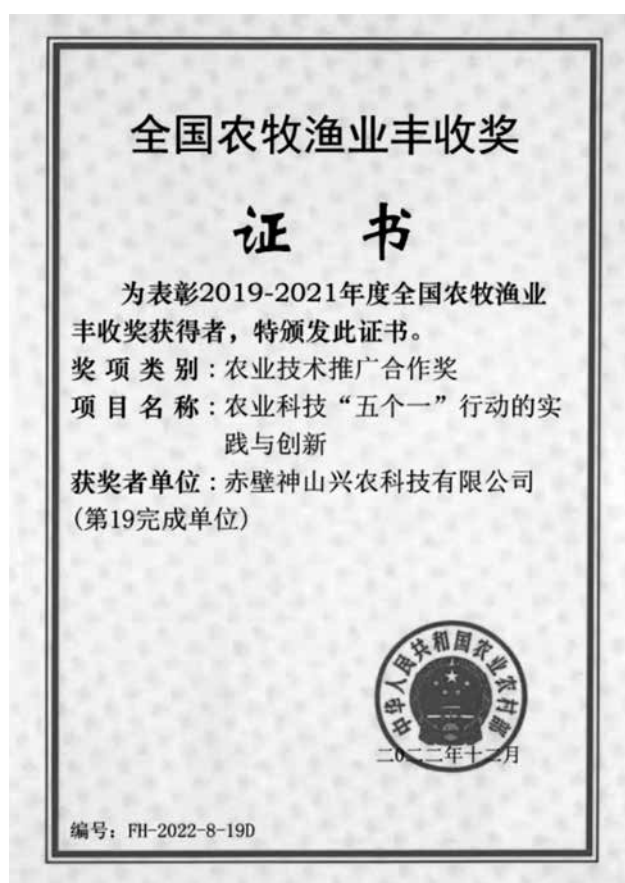 全国农牧渔业丰收奖
证 书
为表彰2019-2021年度全国农牧渔业
丰收奖获得者，特颁发此证书。
奖项类别：农业技术推广合作奖
项目名称：农业科技“五个一”行动的实
践与创新
获奖者单位：赤壁神山兴农科技有限公司
(第19完成单位)
中华人民共和国农业农村部
二〇二二年十二月
编号：FH-2022-8-19D